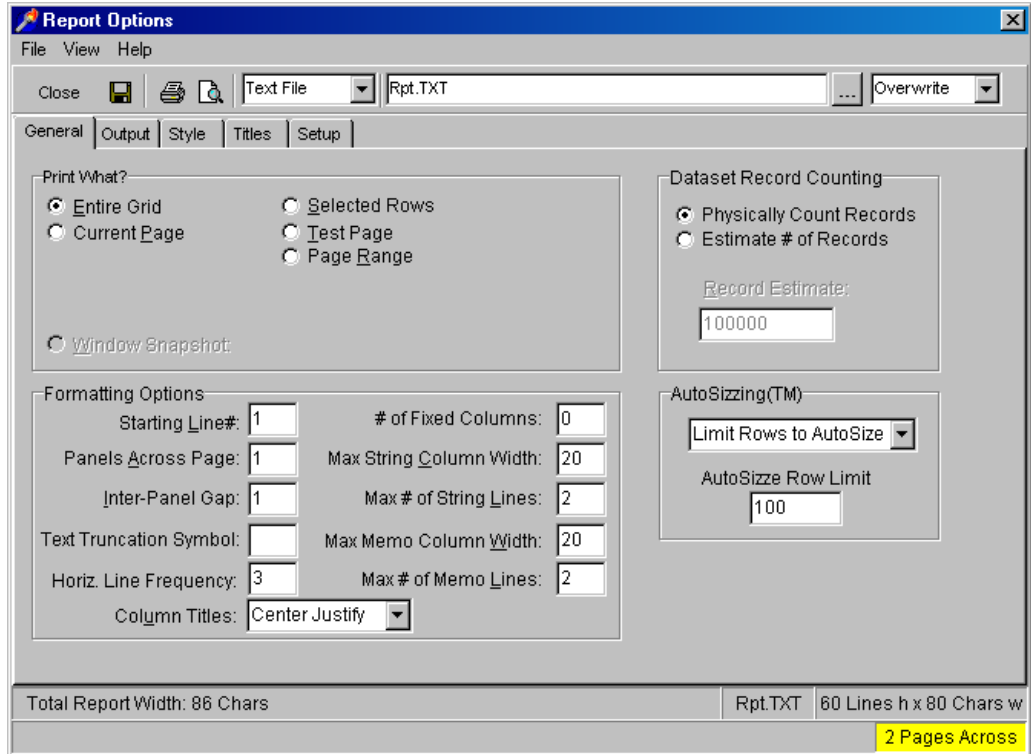 Report Options
File View Help
Close Text File Rpt.TXT ... Overwrite
General Output Style Titles Setup
Print What?
Entire Grid
Current Page
Selected Rows
Test Page
Page Range
Window Snapshot:
Dataset Record Counting
Physically Count Records
Estimate # of Records
Record Estimate:
100000
Formatting Options
Starting Line#: 1
Panels Across Page: 1
Inter-Panel Gap: 1
Text Truncation Symbol:
Horiz. Line Frequency: 3
Column Titles: Center Justify
# of Fixed Columns: 0
Max String Column Width: 20
Max # of String Lines: 2
Max Memo Column Width: 20
Max # of Memo Lines: 2
AutoSizzing(TM)
Limit Rows to AutoSize
AutoSizze Row Limit
100
Total Report Width: 86 Chars Rpt.TXT 60 Lines h x 80 Chars w
2 Pages Across